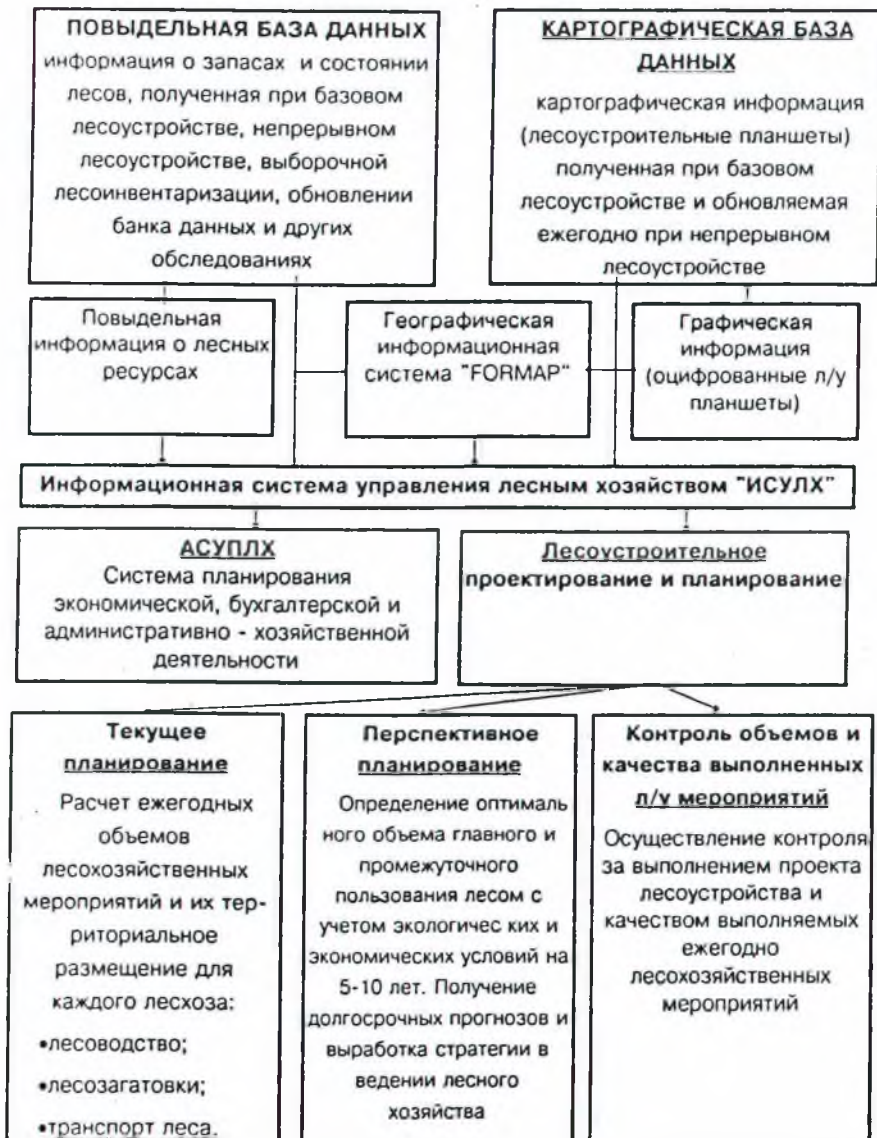 ПОВЫДЕЛЬНАЯ БАЗА ДАННЫХ
информация о запасах и состоянии
лесов, полученная при базовом
лесоустройстве, непрерывном
лесоустройстве, выборочной
лесоинвентаризации, обновлении
банка данных и других
обследованиях
КАРТОГРАФИЧЕСКАЯ БАЗА
ДАННЫХ
картографическая информация
(лесоустроительные планшеты)
полученная при базовом
лесоустройстве и обновляемая
ежегодно при непрерывном
лесоустройстве
Повыдельная
информация о лесных
ресурсах
Географическая
информационная
система "FORMAP"
Графическая
информация
(оцифрованные л/у
планшеты)
Информационная система управления лесным хозяйством "ИСУЛХ"
АСУПЛХ
Система планирования
экономической, бухгалтерской и
административно - хозяйственной
деятельности
Лесоустроительное
проектирование и планирование
Текущее
планирование
Расчет ежегодных
объемов
лесохозяйственных
мероприятий и их тер-
риториальное
размещение для
каждого лесхоза:
•лесоводство;
•лесозагатовки;
•транспорт леса.
Перспективное
планирование
Определение оптималь
ного объема главного и
промежуточного
пользования лесом с
учетом экологичес ких и
экономических условий на
5-10 лет. Получение
долгосрочных прогнозов и
выработка стратегии в
ведении лесного
хозяйства
Контроль объемов и
качества выполненных
л/у мероприятий
Осуществление контроля
за выполнением проекта
лесоустройства и
качеством выполняемых
ежегодно
лесохозяйственных
мероприятий